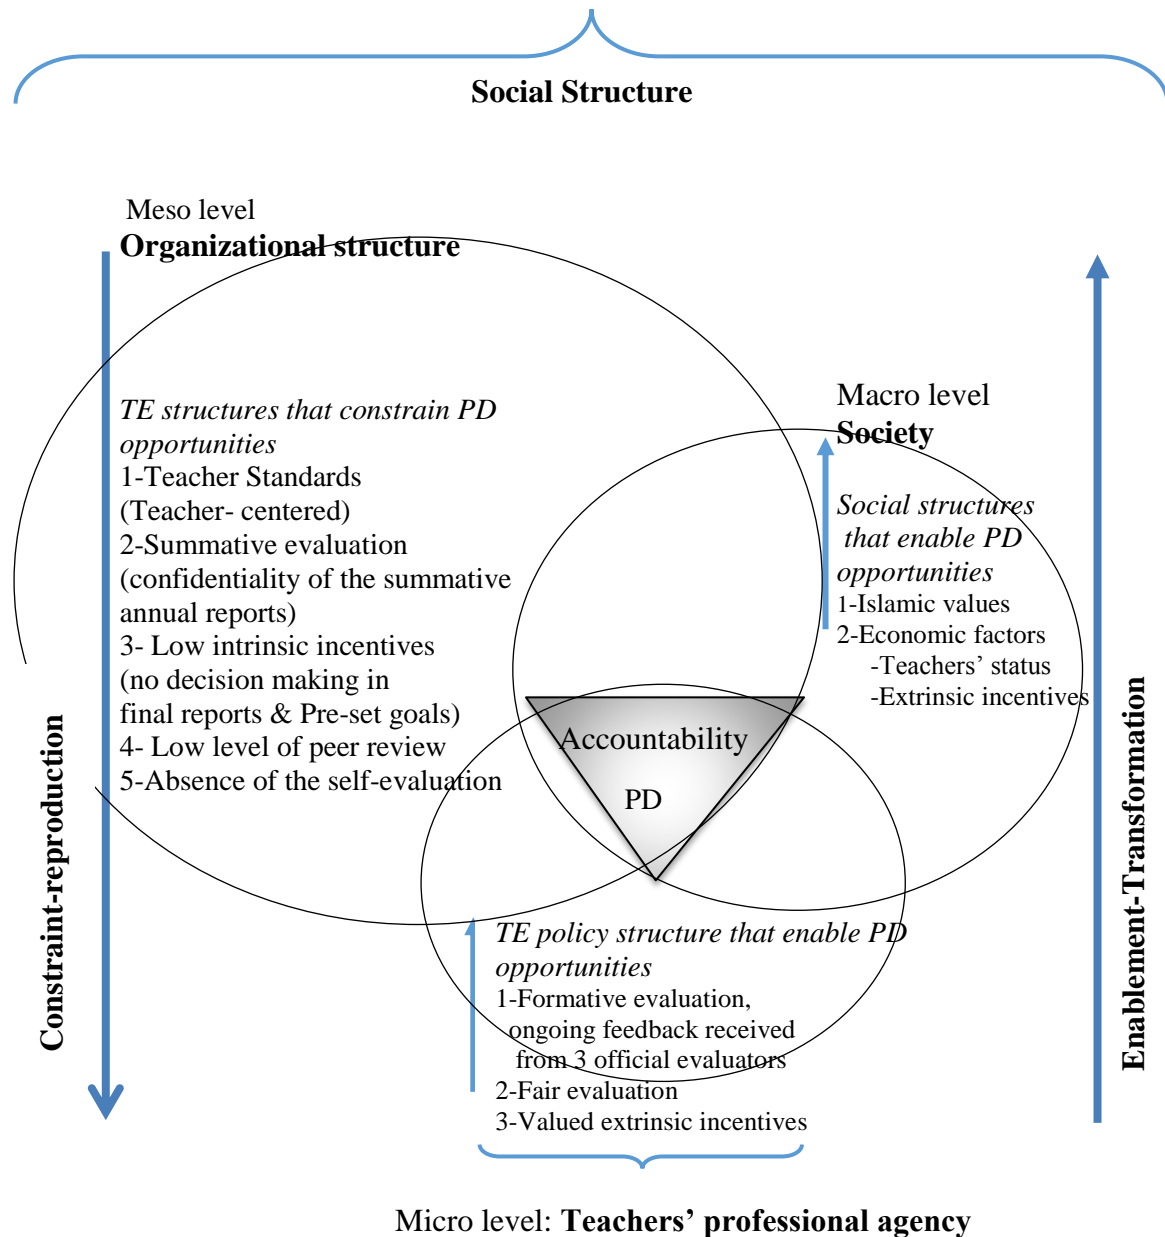 Social Structure
Meso level
Organizational structure
TE structures that constrain PD
opportunities
1-Teacher Standards
(Teacher- centered)
2-Summative evaluation
(confidentiality of the summative
annual reports)
3- Low intrinsic incentives
(no decision making in
final reports & Pre-set goals)
4- Low level of peer review
5-Absence of the self-evaluation
Constraint-reproduction
Macro level
Society
Social structures
that enable PD
opportunities
1-Islamic values
2-Economic factors
-Teachers’ status
-Extrinsic incentives
Enablement-Transformation
Accountability
PD
TE policy structure that enable PD
opportunities
1-Formative evaluation,
ongoing feedback received
from 3 official evaluators
2-Fair evaluation
3-Valued extrinsic incentives
Micro level: Teachers’ professional agency